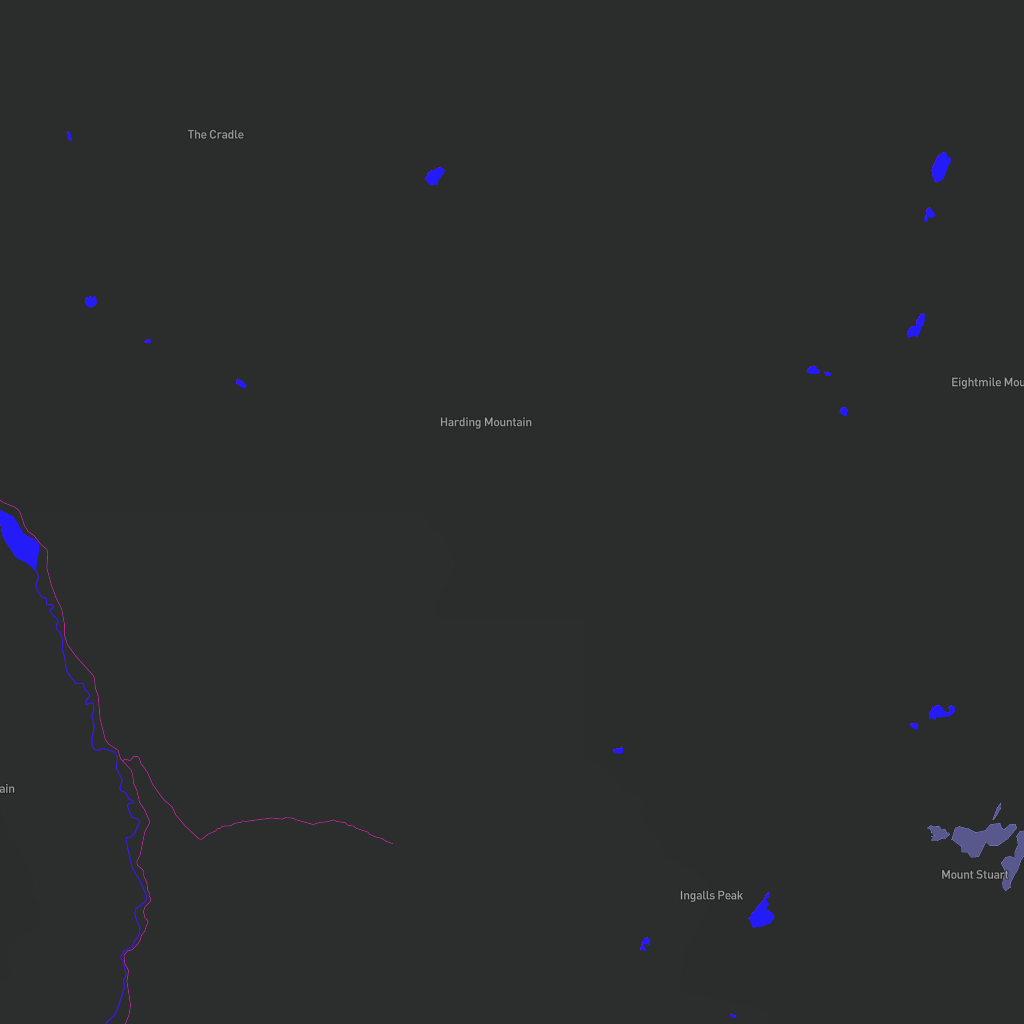 The Cradle
Eightmile Mou
Harding Mountain
ain
Mount Stuart
Ingalls Peak